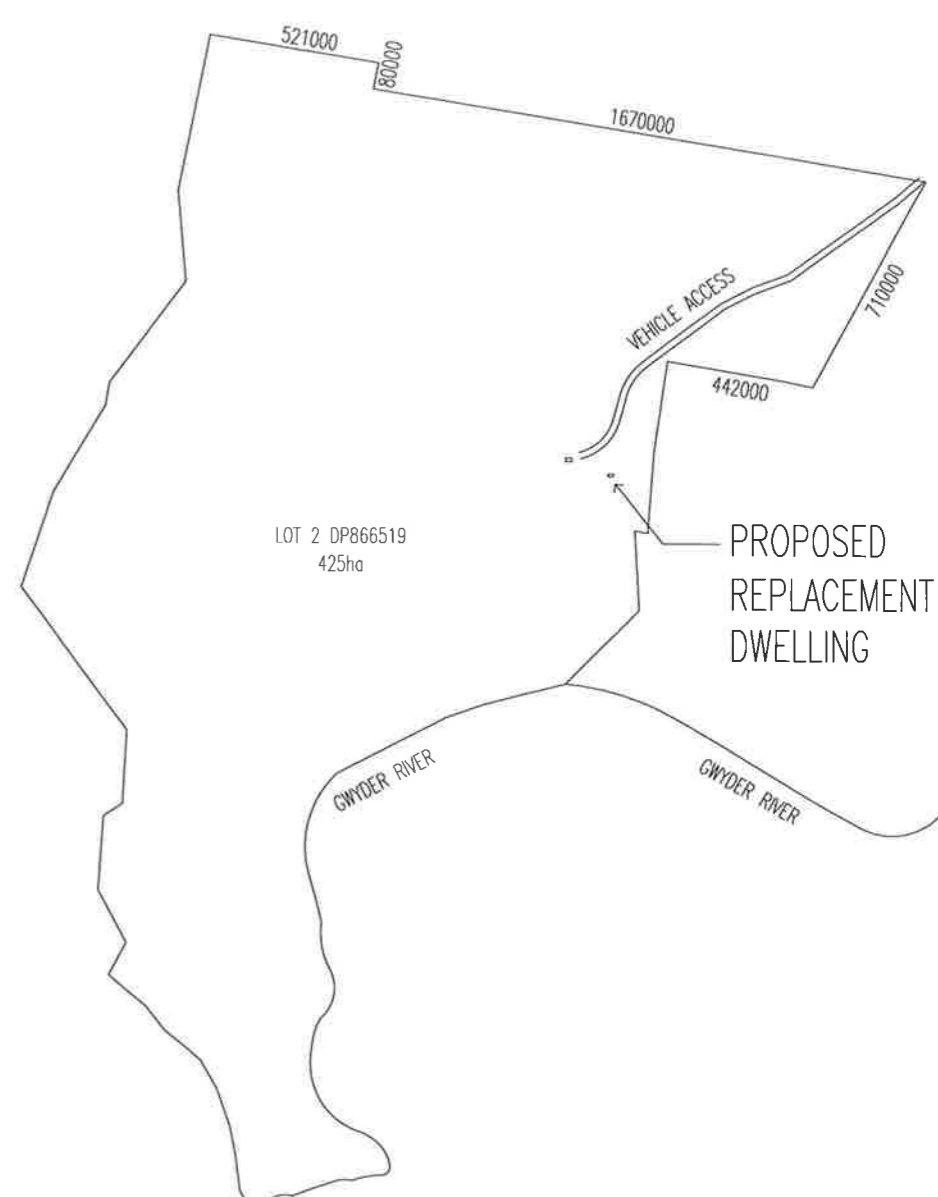 521000
80000
1670000
VEHICLE ACCESS
710000
442000
LOT 2 DP866519
425ha
PROPOSED
REPLACEMENT
DWELLING
GWYDER RIVER
GWYDER RIVER